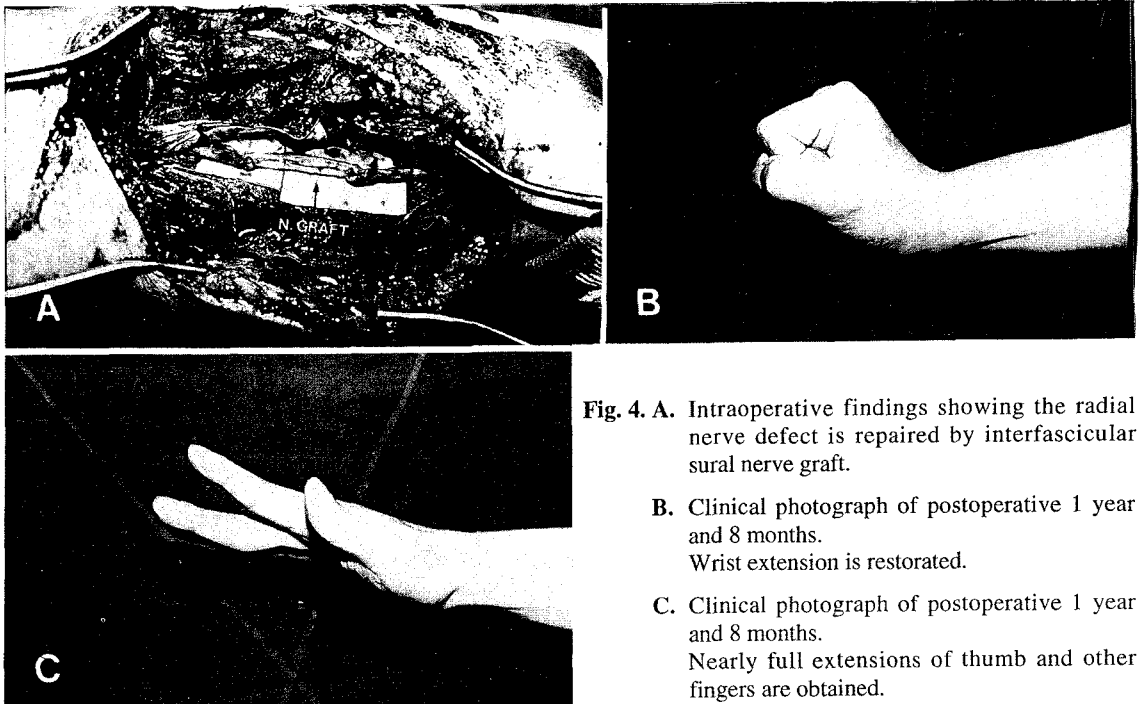 N. GRAFT
A
B
C
Fig. 4. A. Intraoperative findings showing the radial
nerve defect is repaired by interfascicular
sural nerve graft.
B. Clinical photograph of postoperative 1 year
and 8 months.
Wrist extension is restorated.
C. Clinical photograph of postoperative 1 year
and 8 months.
Nearly full extensions of thumb and other
fingers are obtained.